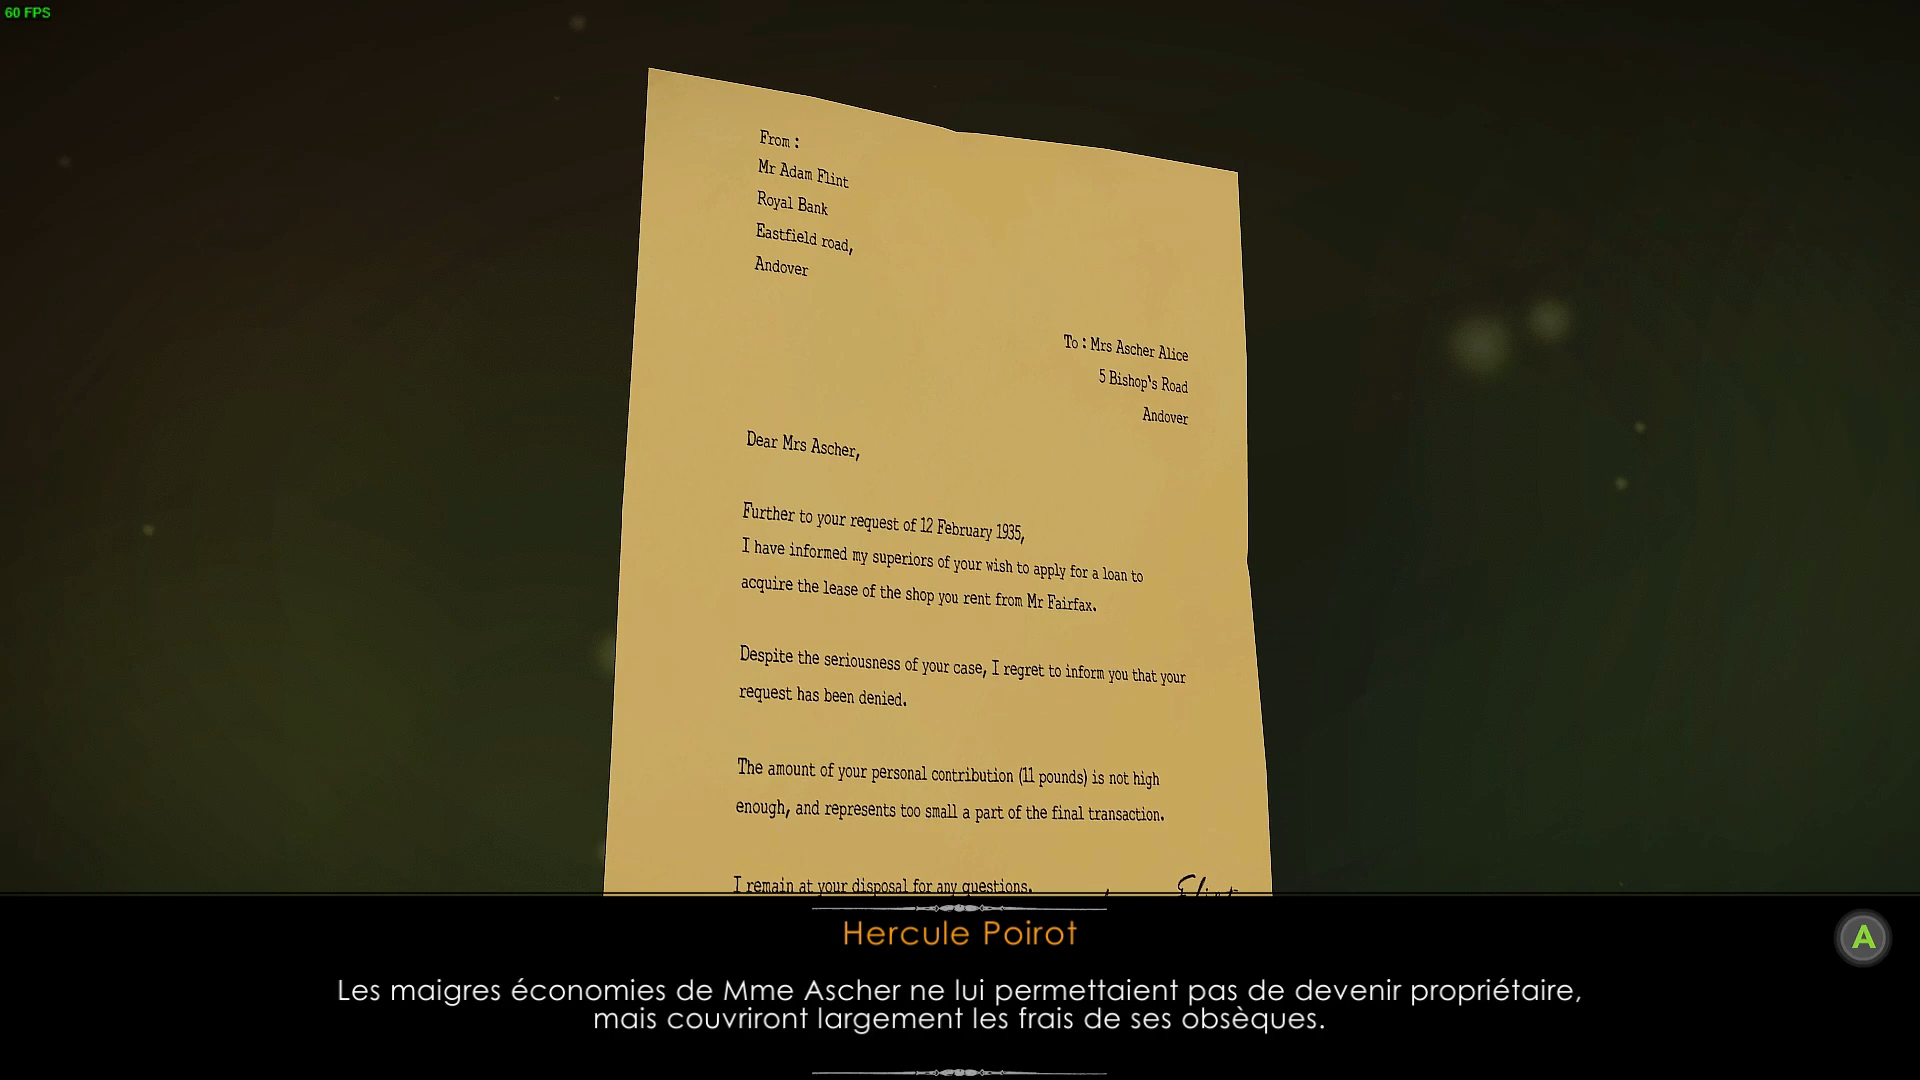 60 FPS
From :
Mr Adam Flint
Royal Bank
Eastfield road,
Andover
To : Mrs Ascher Alice
5 Bishop's Road
Andover
Dear Mrs Ascher,
Further to your request of 12 February 1935,
I have informed my superiors of your wish to apply for a loan to
acquire the lease of the shop you rent from Mr Fairfax.
Despite the seriousness of your case, I regret to inform you that your
request has been denied.
The amount of your personal contribution (11 pounds) is not high
enough, and represents too small a part of the final transaction.
I remain at your disposal for any questions.
Flint
Hercule Poirot
A
Les maigres économies de Mme Ascher ne lui permettaient pas de devenir propriétaire,
mais couvriront largement les frais de ses obsèques.